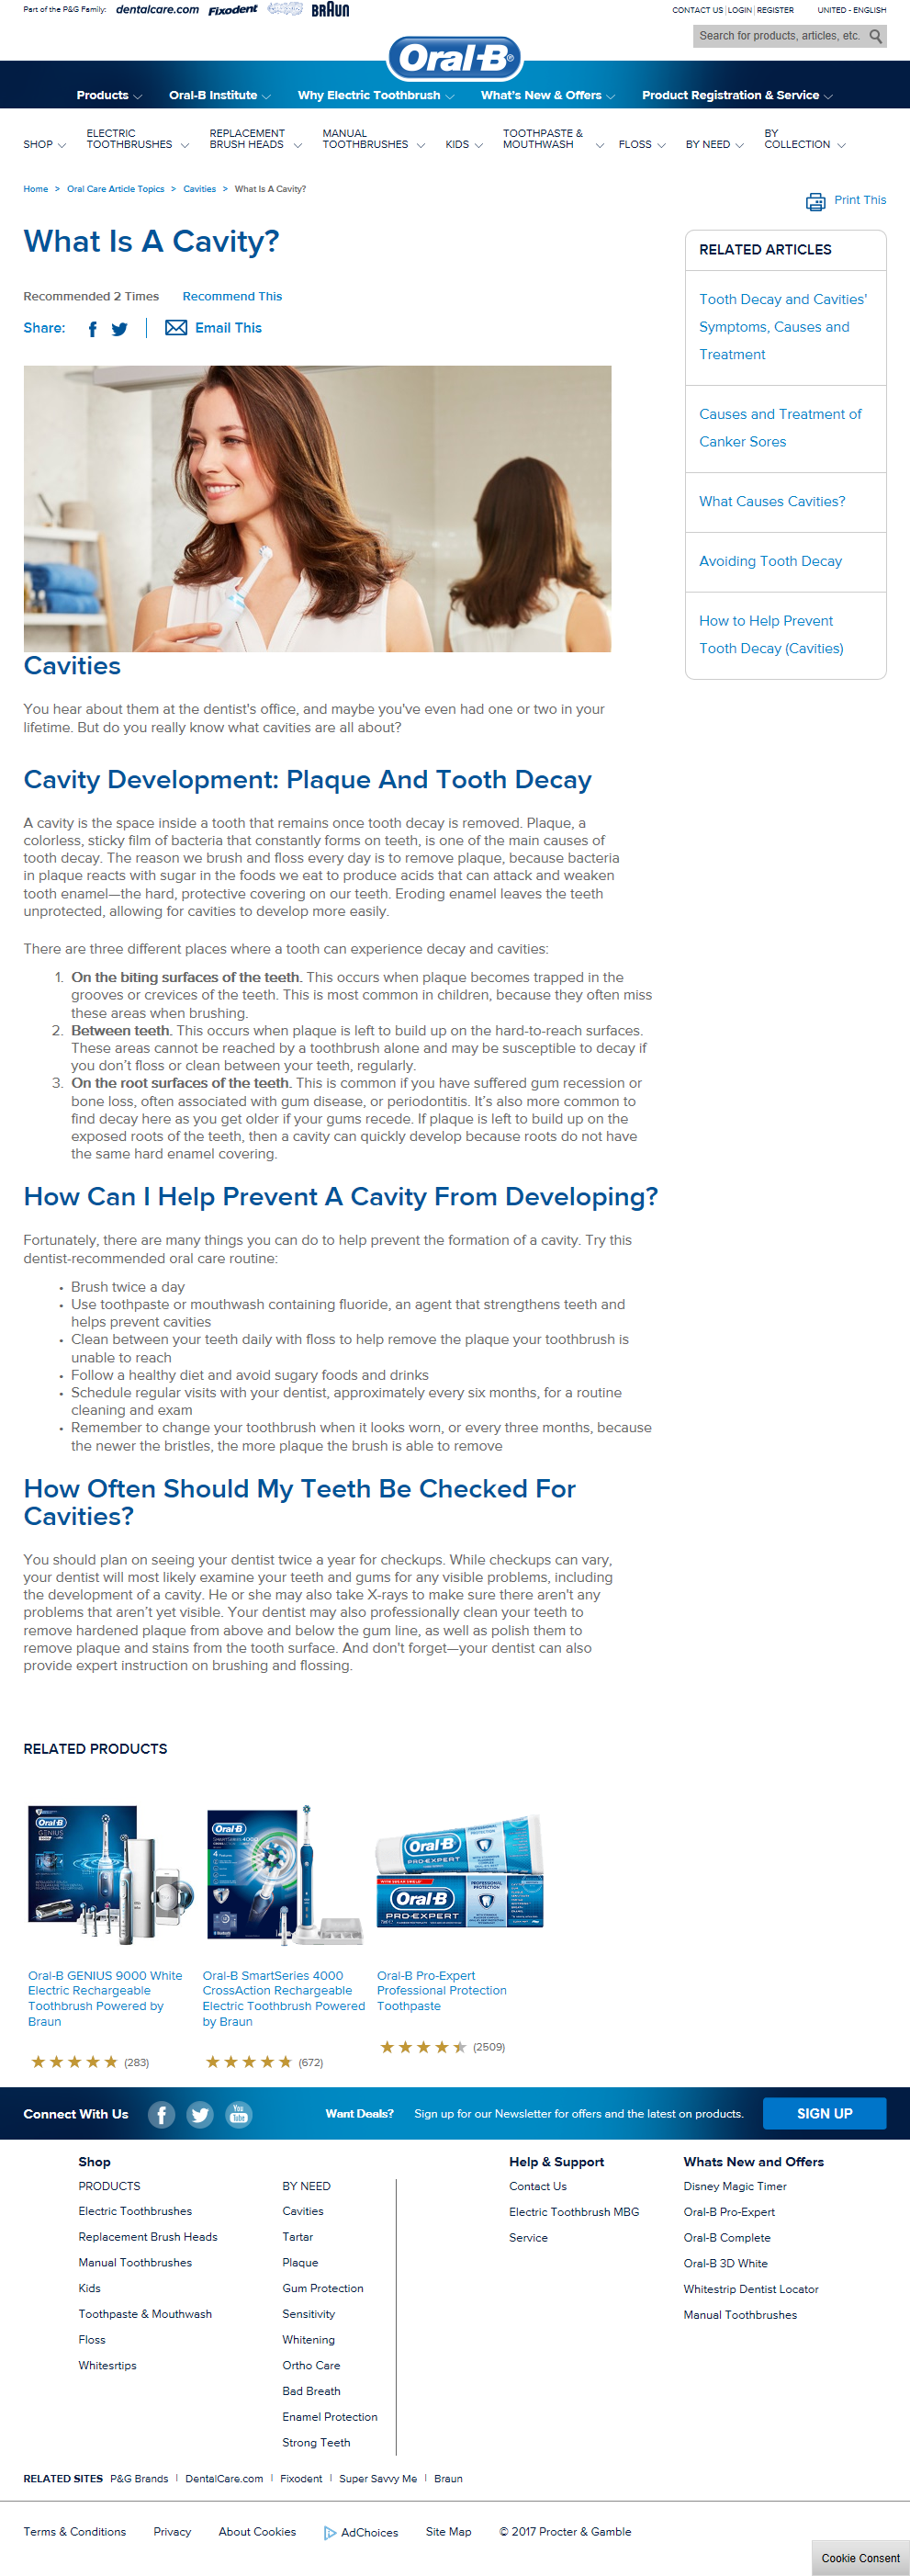 Part of the P&G Family: dentalcare.com Fixodent BRAUN
CONTACT US | LOGIN | REGISTER UNITED - ENGLISH
Search for products, articles, etc.
Oral-B
Products Oral-B Institute Why Electric Toothbrush What's New & Offers Product Registration & Service
SHOP ELECTRIC TOOTHBRUSHES REPLACEMENT BRUSH HEADS MANUAL TOOTHBRUSHES KIDS TOOTHPASTE & MOUTHWASH FLOSS BY NEED BY COLLECTION
Home > Oral Care Article Topics > Cavities > What Is A Cavity?
Print This
What Is A Cavity?
Recommended 2 Times Recommend This
Share: Email This
RELATED ARTICLES
Tooth Decay and Cavities'
Symptoms, Causes and
Treatment
Causes and Treatment of
Canker Sores
What Causes Cavities?
Avoiding Tooth Decay
How to Help Prevent
Tooth Decay (Cavities)
Cavities
You hear about them at the dentist's office, and maybe you've even had one or two in your
lifetime. But do you really know what cavities are all about?
Cavity Development: Plaque And Tooth Decay
A cavity is the space inside a tooth that remains once tooth decay is removed. Plaque, a
colorless, sticky film of bacteria that constantly forms on teeth, is one of the main causes of
tooth decay. The reason we brush and floss every day is to remove plaque, because bacteria
in plaque reacts with sugar in the foods we eat to produce acids that can attack and weaken
tooth enamel—the hard, protective covering on our teeth. Eroding enamel leaves the teeth
unprotected, allowing for cavities to develop more easily.
There are three different places where a tooth can experience decay and cavities:
1. On the biting surfaces of the teeth. This occurs when plaque becomes trapped in the
grooves or crevices of the teeth. This is most common in children, because they often miss
these areas when brushing.
2. Between teeth. This occurs when plaque is left to build up on the hard-to-reach surfaces.
These areas cannot be reached by a toothbrush alone and may be susceptible to decay if
you don’t floss or clean between your teeth, regularly.
3. On the root surfaces of the teeth. This is common if you have suffered gum recession or
bone loss, often associated with gum disease, or periodontitis. It’s also more common to
find decay here as you get older if your gums recede. If plaque is left to build up on the
exposed roots of the teeth, then a cavity can quickly develop because roots do not have
the same hard enamel covering.
How Can I Help Prevent A Cavity From Developing?
Fortunately, there are many things you can do to help prevent the formation of a cavity. Try this
dentist-recommended oral care routine:
• Brush twice a day
• Use toothpaste or mouthwash containing fluoride, an agent that strengthens teeth and
helps prevent cavities
• Clean between your teeth daily with floss to help remove the plaque your toothbrush is
unable to reach
• Follow a healthy diet and avoid sugary foods and drinks
• Schedule regular visits with your dentist, approximately every six months, for a routine
cleaning and exam
• Remember to change your toothbrush when it looks worn, or every three months, because
the newer the bristles, the more plaque the brush is able to remove
How Often Should My Teeth Be Checked For
Cavities?
You should plan on seeing your dentist twice a year for checkups. While checkups can vary,
your dentist will most likely examine your teeth and gums for any visible problems, including
the development of a cavity. He or she may also take X-rays to make sure there aren't any
problems that aren’t yet visible. Your dentist may also professionally clean your teeth to
remove hardened plaque from above and below the gum line, as well as polish them to
remove plaque and stains from the tooth surface. And don't forget—your dentist can also
provide expert instruction on brushing and flossing.
RELATED PRODUCTS
Oral-B
GENIUS
Oral-B
SMARTSERIES 4000
Oral-B
PRO-EXPERT
Oral-B
PRO-EXPERT
PROFESSIONAL PROTECTION
Oral-B GENIUS 9000 White
Electric Rechargeable
Toothbrush Powered by
Braun
(283)
Oral-B SmartSeries 4000
CrossAction Rechargeable
Electric Toothbrush Powered
by Braun
(672)
Oral-B Pro-Expert
Professional Protection
Toothpaste
(2509)
Connect With Us You Tube Want Deals? Sign up for our Newsletter for offers and the latest on products. SIGN UP
Shop
PRODUCTS
Electric Toothbrushes
Replacement Brush Heads
Manual Toothbrushes
Kids
Toothpaste & Mouthwash
Floss
Whitesrtips
BY NEED
Cavities
Tartar
Plaque
Gum Protection
Sensitivity
Whitening
Ortho Care
Bad Breath
Enamel Protection
Strong Teeth
Help & Support
Contact Us
Electric Toothbrush MBG
Service
Whats New and Offers
Disney Magic Timer
Oral-B Pro-Expert
Oral-B Complete
Oral-B 3D White
Whitestrip Dentist Locator
Manual Toothbrushes
RELATED SITES P&G Brands | DentalCare.com | Fixodent | Super Savvy Me | Braun
Terms & Conditions Privacy About Cookies AdChoices Site Map © 2017 Procter & Gamble
Cookie Consent